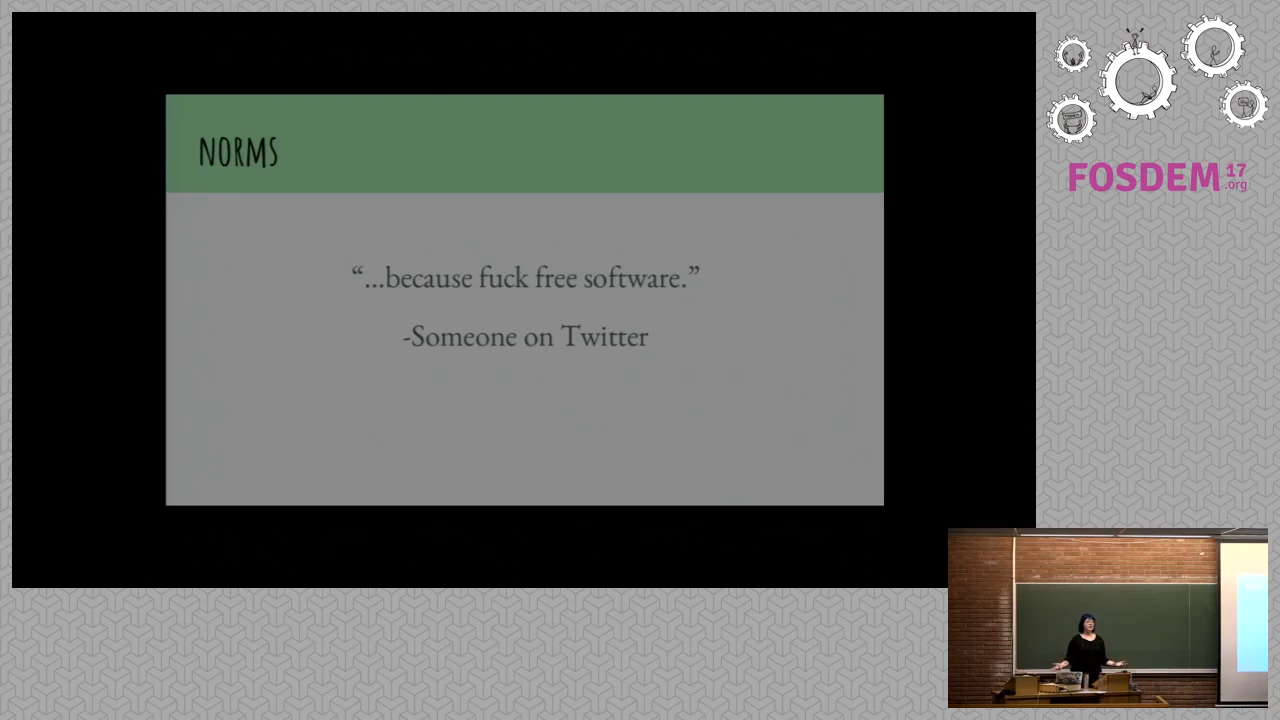 NORMS
“...because fuck free software.”
-Someone on Twitter
FOSDEM 17 .org